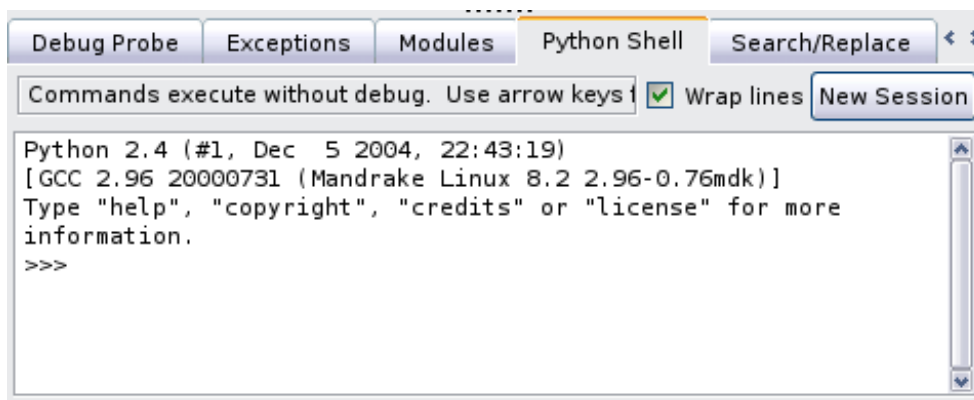 Debug Probe Exceptions Modules Python Shell Search/Replace
Commands execute without debug. Use arrow keys Wrap lines New Session
Python 2.4 (#1, Dec  5 2004, 22:43:19)
[GCC 2.96 20000731 (Mandrake Linux 8.2 2.96-0.76mdk)]
Type "help", "copyright", "credits" or "license" for more
information.
>>>